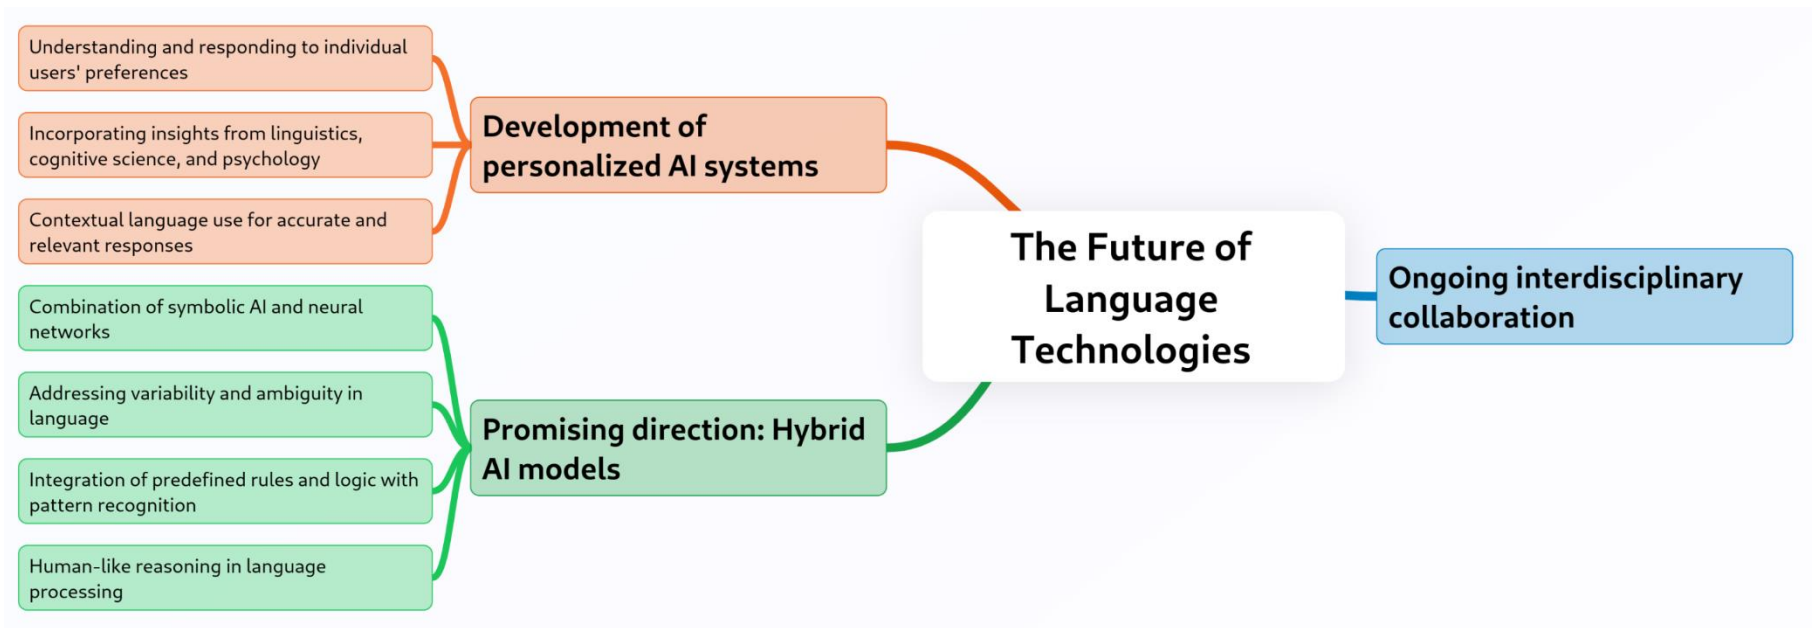 Understanding and responding to individual
users' preferences
Incorporating insights from linguistics,
cognitive science, and psychology
Contextual language use for accurate and
relevant responses
Development of
personalized AI systems
Combination of symbolic AI and neural
networks
Addressing variability and ambiguity in
language
Integration of predefined rules and logic with
pattern recognition
Human-like reasoning in language
processing
Promising direction: Hybrid
AI models
The Future of
Language
Technologies
Ongoing interdisciplinary
collaboration